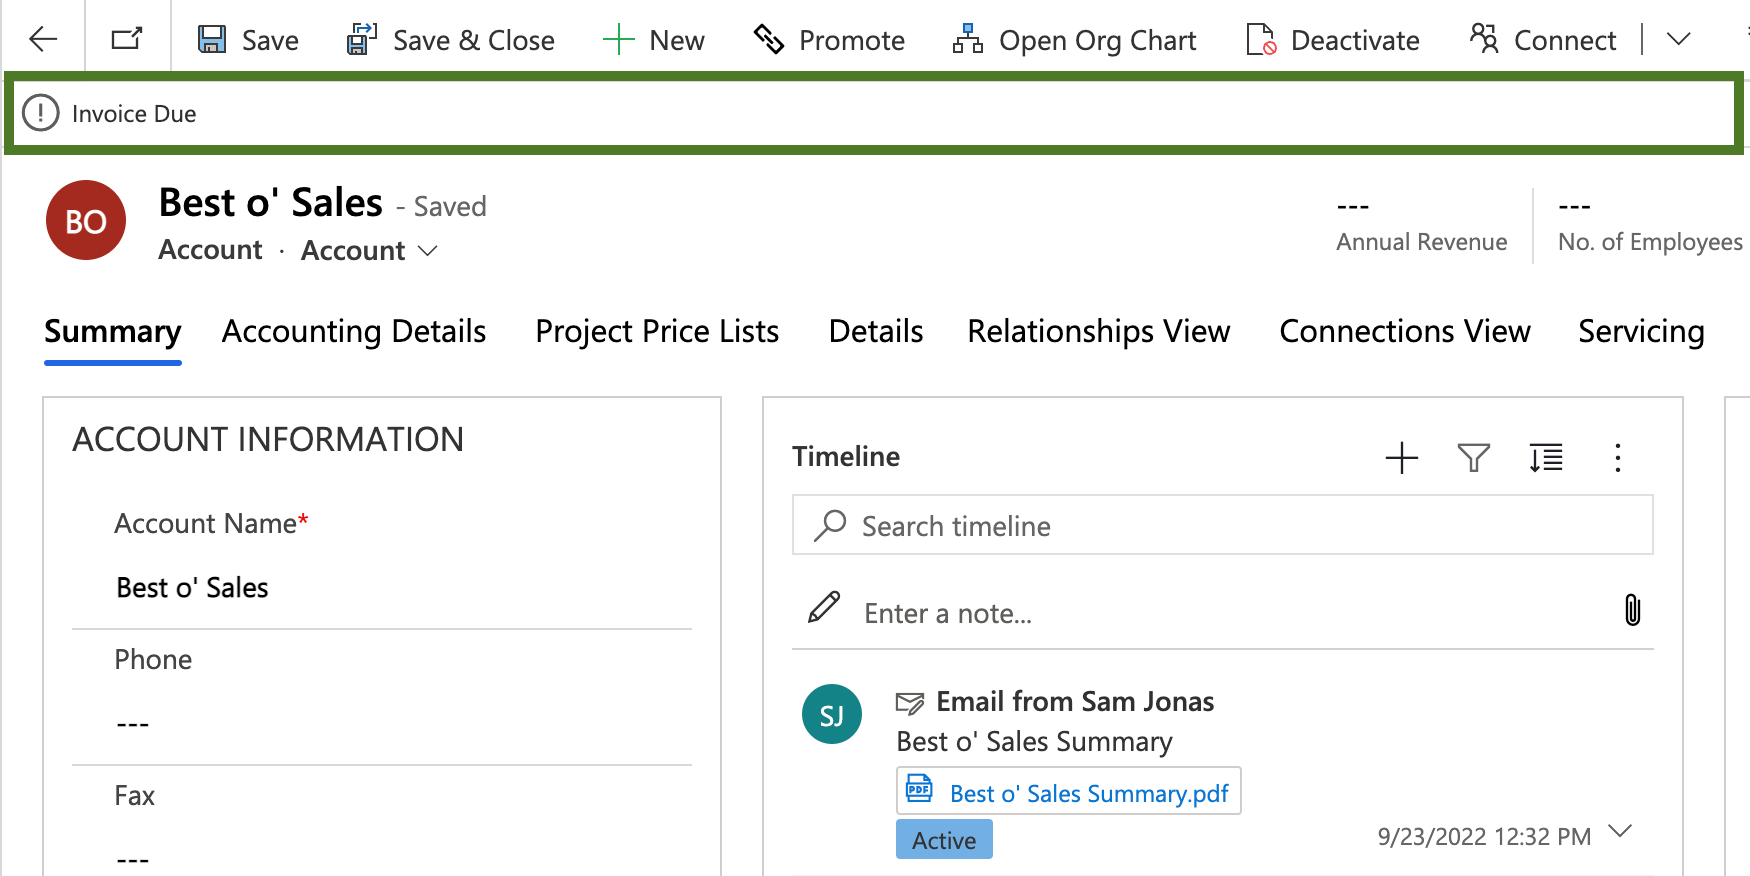 Save Save & Close New Promote Open Org Chart Deactivate Connect
Invoice Due
BO
Best o' Sales - Saved
Account · Account
---
Annual Revenue
---
No. of Employees
Summary Accounting Details Project Price Lists Details Relationships View Connections View Servicing
ACCOUNT INFORMATION
Account Name*
Best o' Sales
Phone
---
Fax
---
Timeline
Search timeline
Enter a note...
SJ
Email from Sam Jonas
Best o' Sales Summary
PDF Best o' Sales Summary.pdf
Active
9/23/2022 12:32 PM